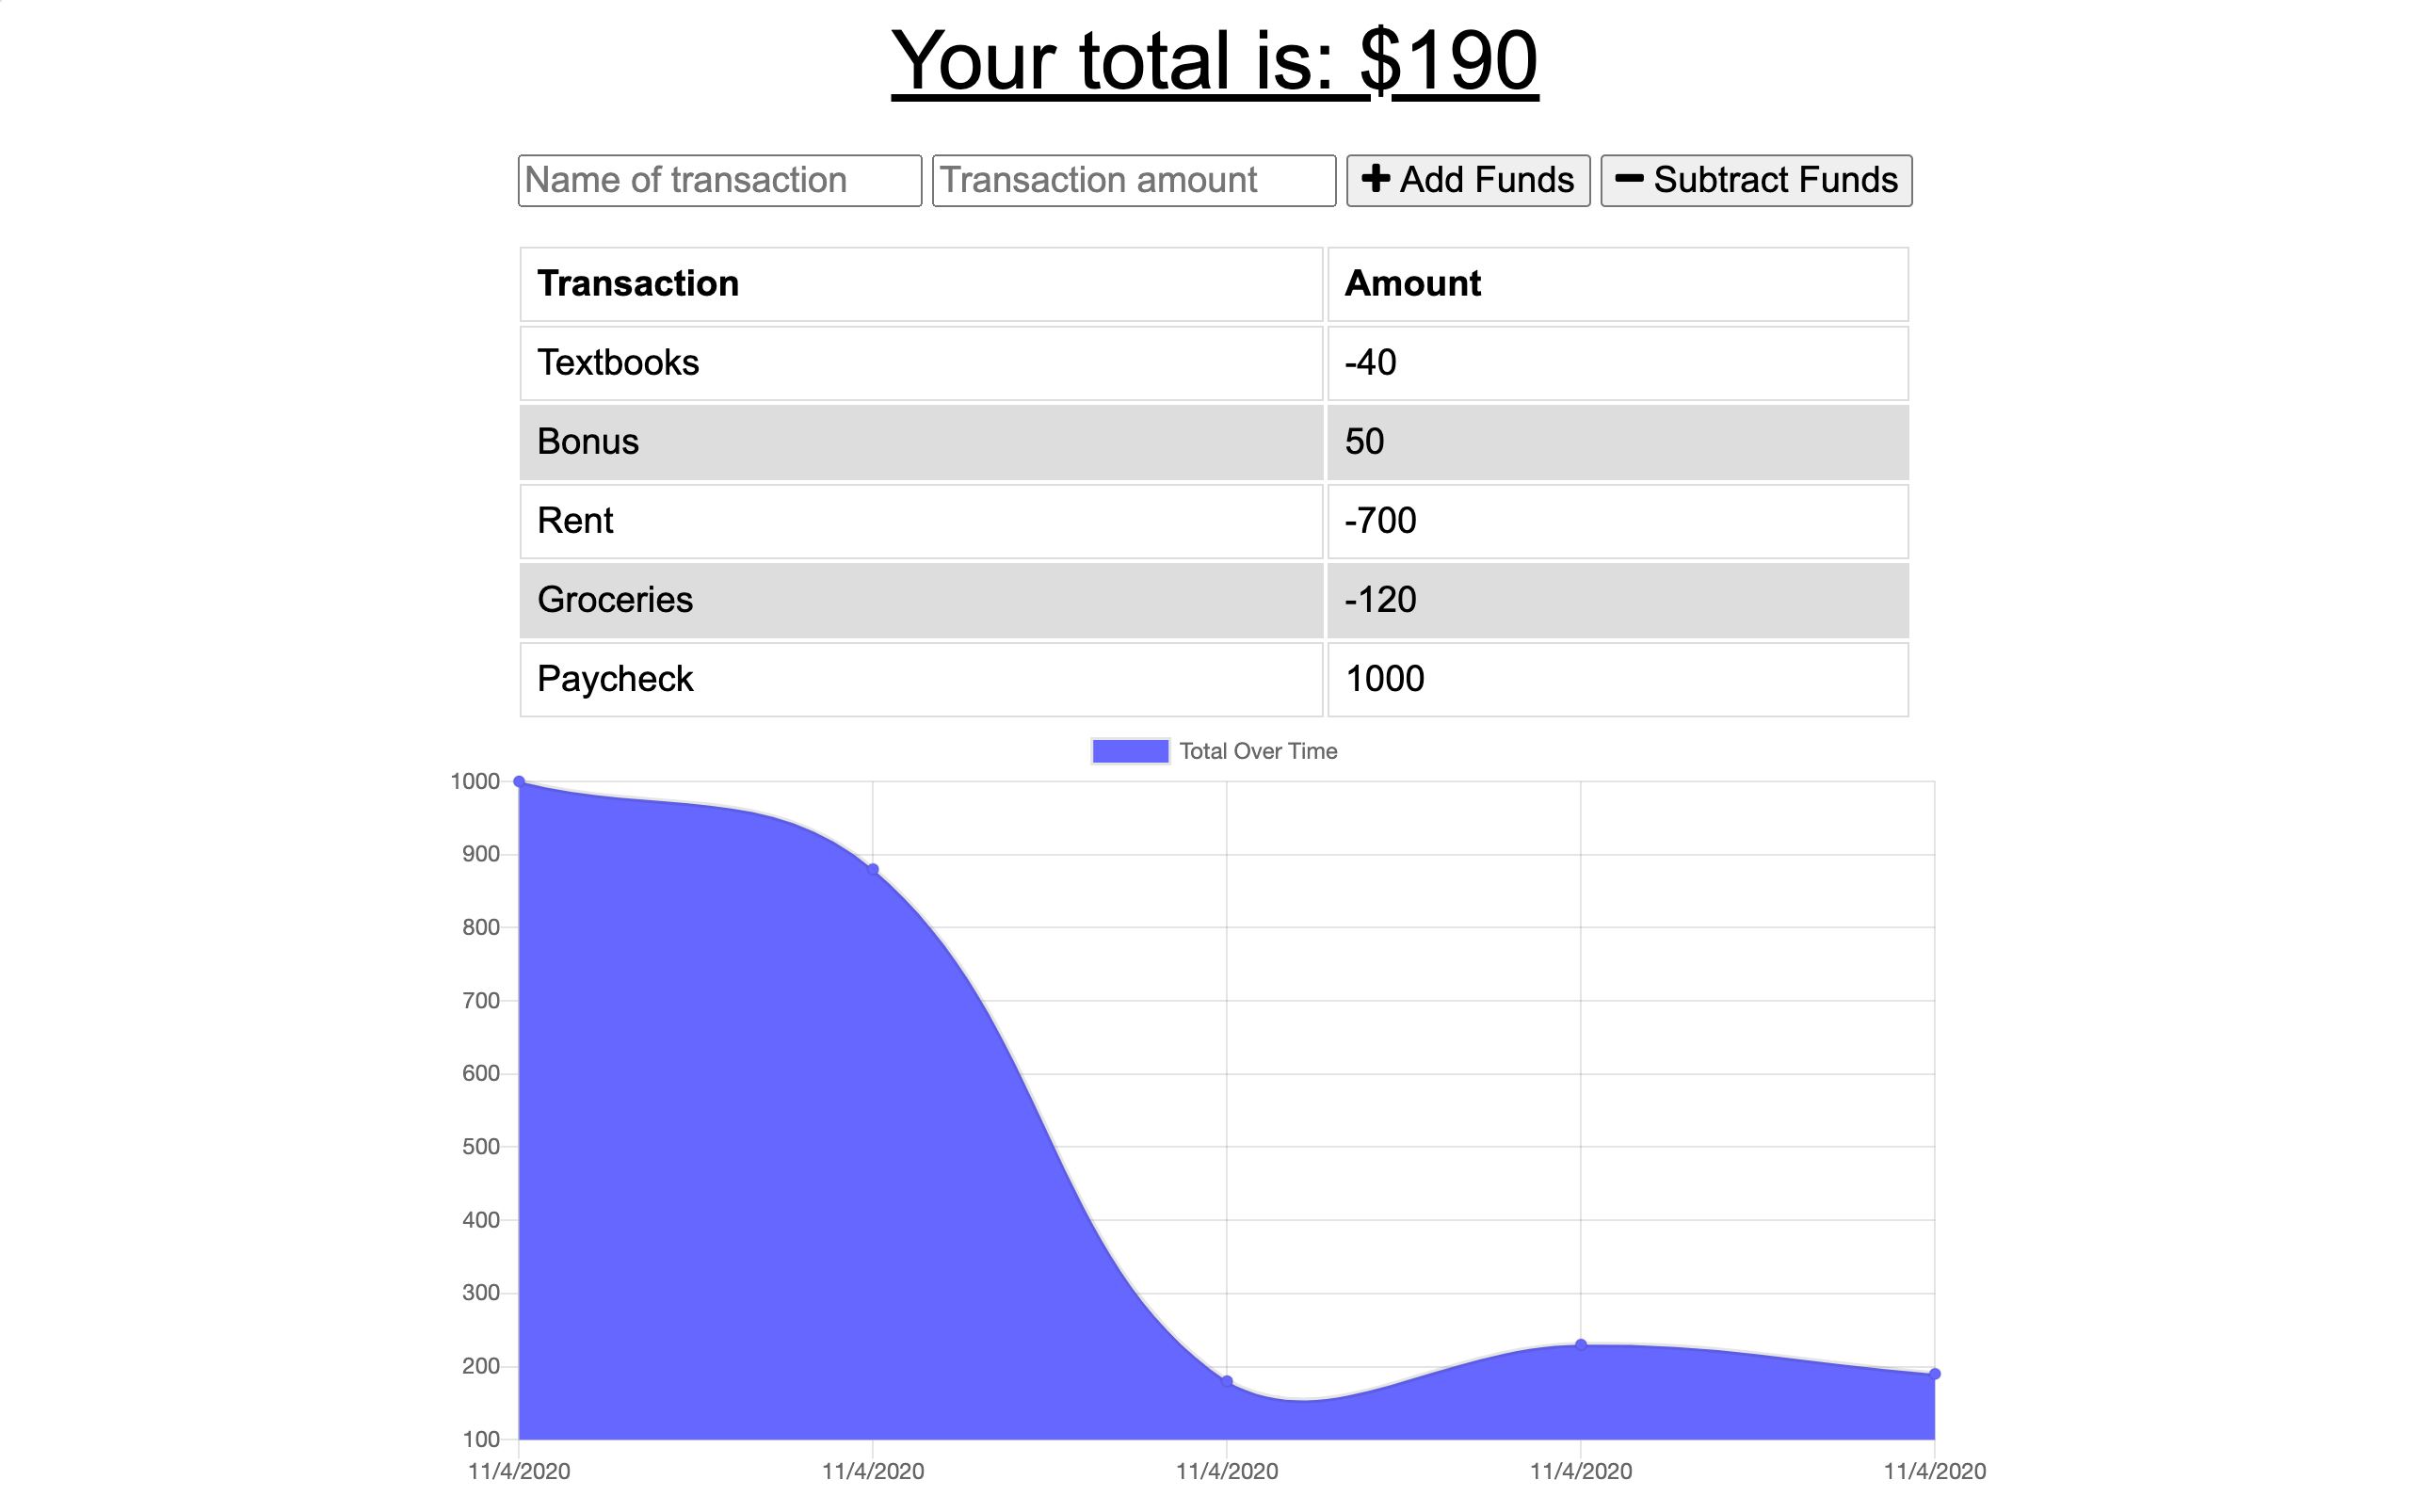 Your total is: $190
Name of transaction Transaction amount Add Funds Subtract Funds
Transaction Amount
Textbooks -40
Bonus 50
Rent -700
Groceries -120
Paycheck 1000
Total Over Time
1000
900
800
700
600
500
400
300
200
100
11/4/2020 11/4/2020 11/4/2020 11/4/2020 11/4/2020